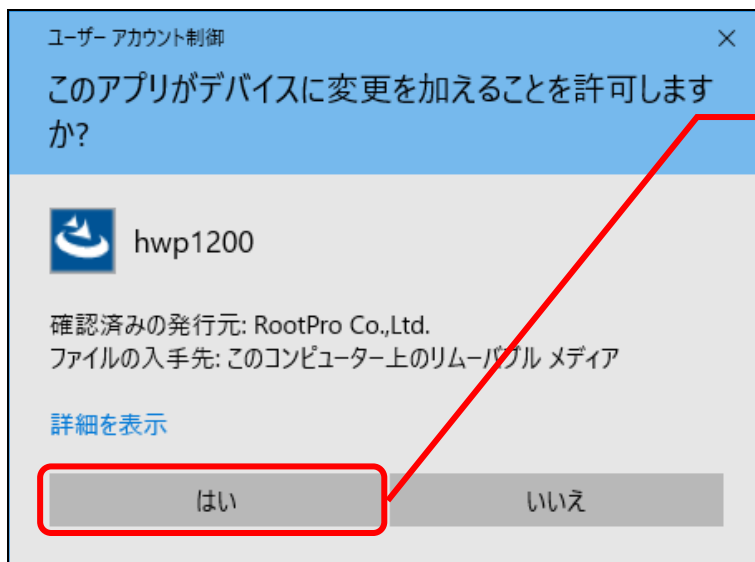 ユーザー アカウント制御
このアプリがデバイスに変更を加えることを許可します
か?
hwp1200
確認済みの発行元: RootPro Co.,Ltd.
ファイルの入手先: このコンピューター上のリムーバブル メディア
詳細を表示
はい
いいえ